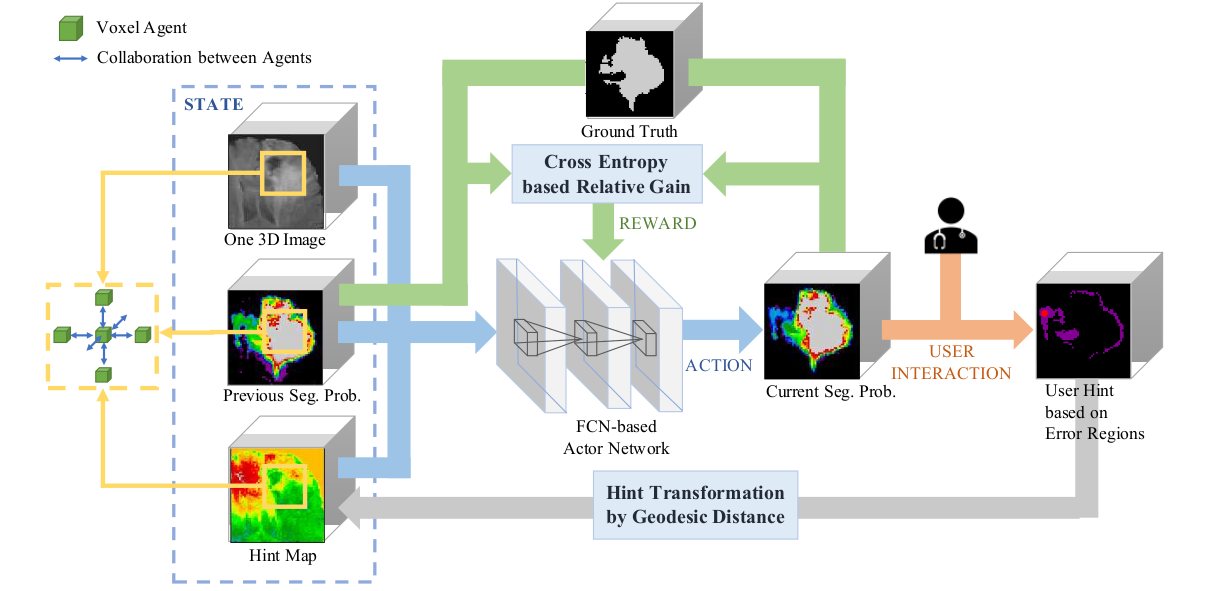 Voxel Agent
Collaboration between Agents
STATE
One 3D Image
Previous Seg. Prob.
Hint Map
Ground Truth
Cross Entropy
based Relative Gain
REWARD
FCN-based
Actor Network
ACTION
Current Seg. Prob.
USER
INTERACTION
User Hint
based on
Error Regions
Hint Transformation
by Geodesic Distance